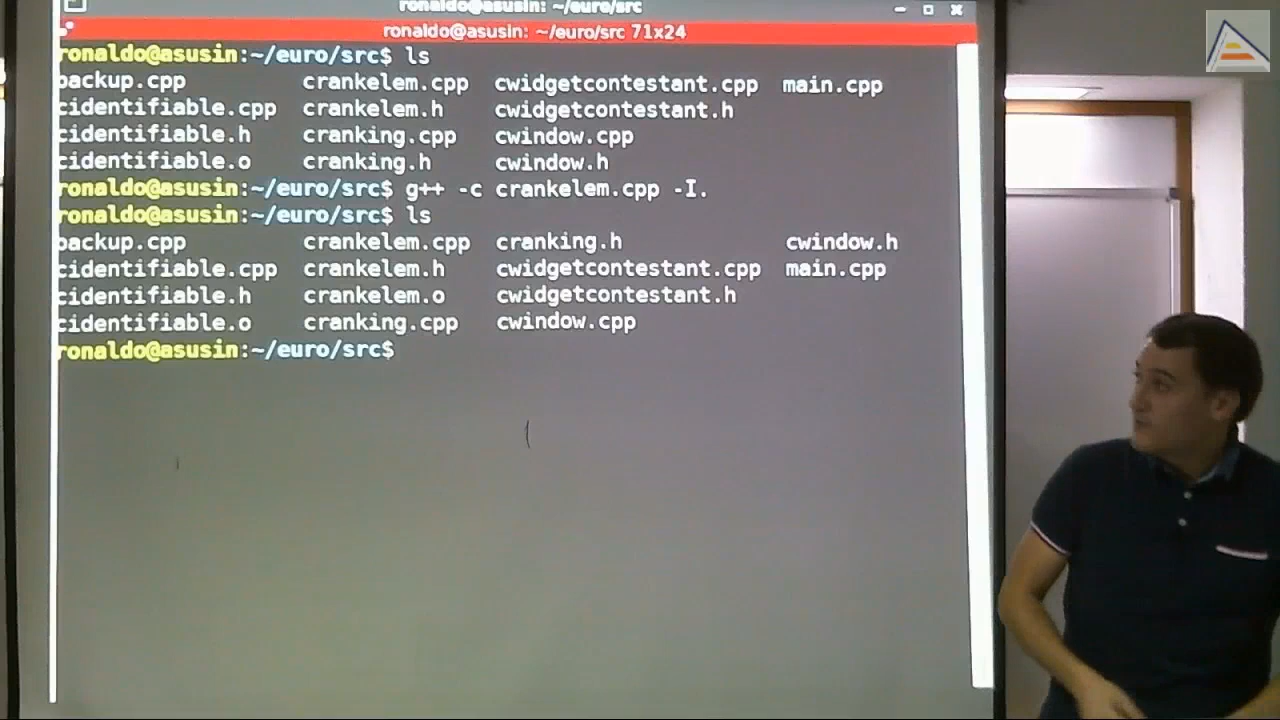 ronaldo@asusin: ~/euro/src
ronaldo@asusin: ~/euro/src 71x24
ronaldo@asusin:~/euro/src$ ls
backup.cpp crankelem.cpp cwidgetcontestant.cpp main.cpp
cidentifiable.cpp crankelem.h cwidgetcontestant.h
cidentifiable.h cranking.cpp cwindow.cpp
cidentifiable.o cranking.h cwindow.h
ronaldo@asusin:~/euro/src$ g++ -c crankelem.cpp -I.
ronaldo@asusin:~/euro/src$ ls
backup.cpp crankelem.cpp cranking.h cwindow.h
cidentifiable.cpp crankelem.h cwidgetcontestant.cpp main.cpp
cidentifiable.h crankelem.o cwidgetcontestant.h
cidentifiable.o cranking.cpp cwindow.cpp
ronaldo@asusin:~/euro/src$